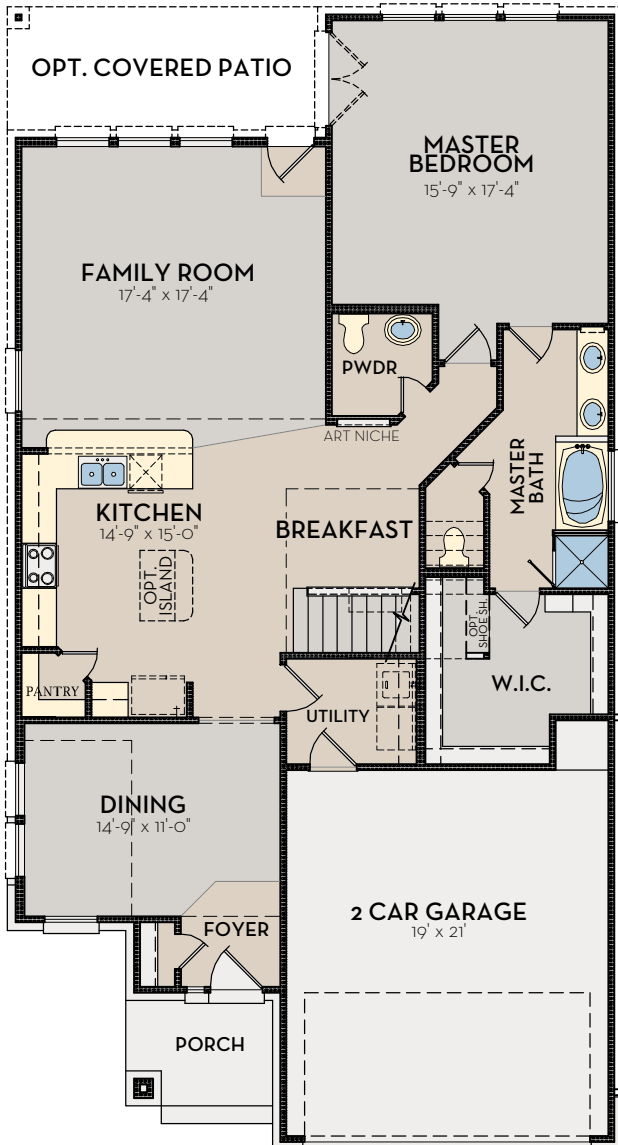 OPT. COVERED PATIO
MASTER
BEDROOM
15'-9" x 17'-4"
FAMILY ROOM
17'-4" x 17'-4"
PWDR
ART NICHE
MASTER
BATH
KITCHEN
14'-9" x 15'-0"
BREAKFAST
OPT.
ISLAND
OPT.
SHOE SH.
W.I.C.
PANTRY
UTILITY
DINING
14'-9" x 11'-0"
2 CAR GARAGE
19' x 21'
FOYER
PORCH